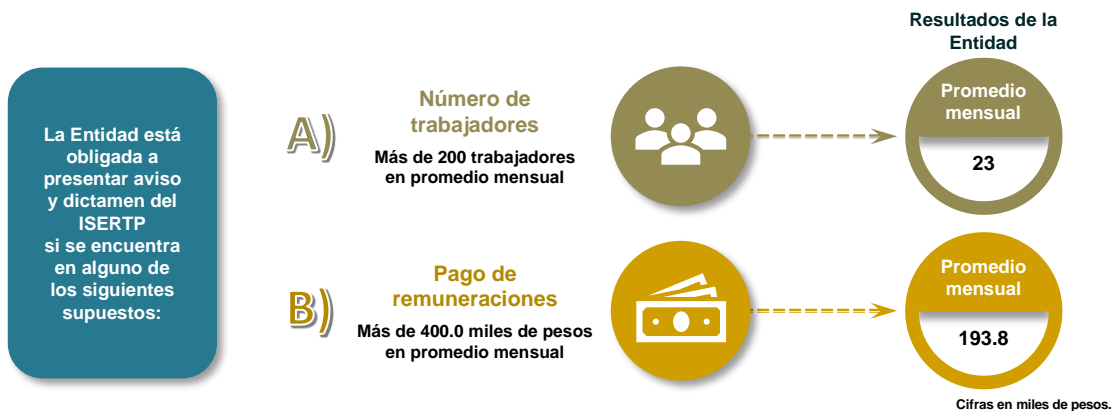 La Entidad está
obligada a
presentar aviso
y dictamen del
ISERTP
si se encuentra
en alguno de
los siguientes
supuestos:
A)
Número de
trabajadores
Más de 200 trabajadores
en promedio mensual
Resultados de la
Entidad
Promedio
mensual
23
B)
Pago de
remuneraciones
Más de 400.0 miles de pesos
en promedio mensual
Promedio
mensual
193.8
Cifras en miles de pesos.